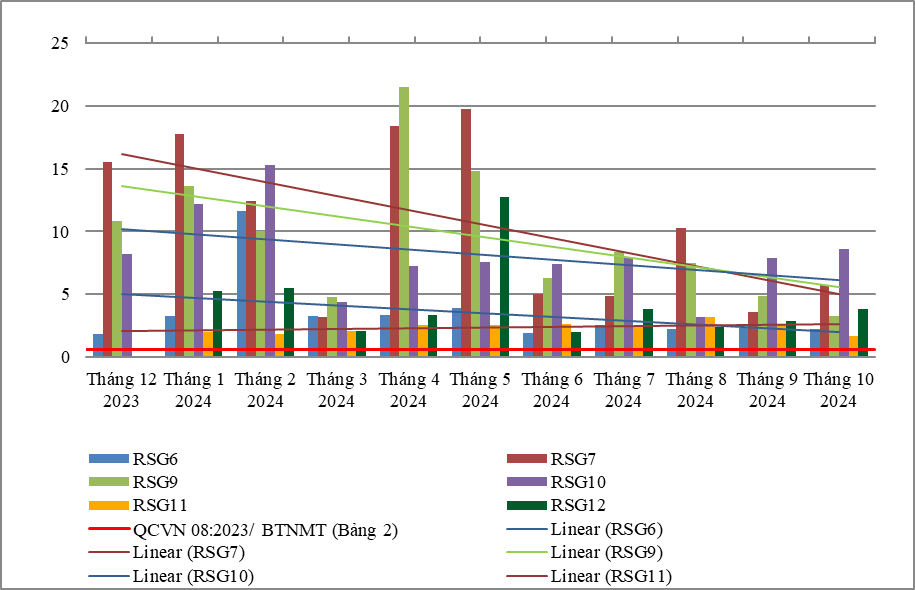 25
20
15
10
5
0
Tháng 12 Tháng 1 Tháng 2 Tháng 3 Tháng 4 Tháng 5 Tháng 6 Tháng 7 Tháng 8 Tháng 9 Tháng 10
2023 2024 2024 2024 2024 2024 2024 2024 2024 2024 2024
RSG6 RSG7
RSG9 RSG10
RSG11 RSG12
QCVN 08:2023/ BTNMT (Bảng 2) Linear (RSG6)
Linear (RSG7) Linear (RSG9)
Linear (RSG10) Linear (RSG11)